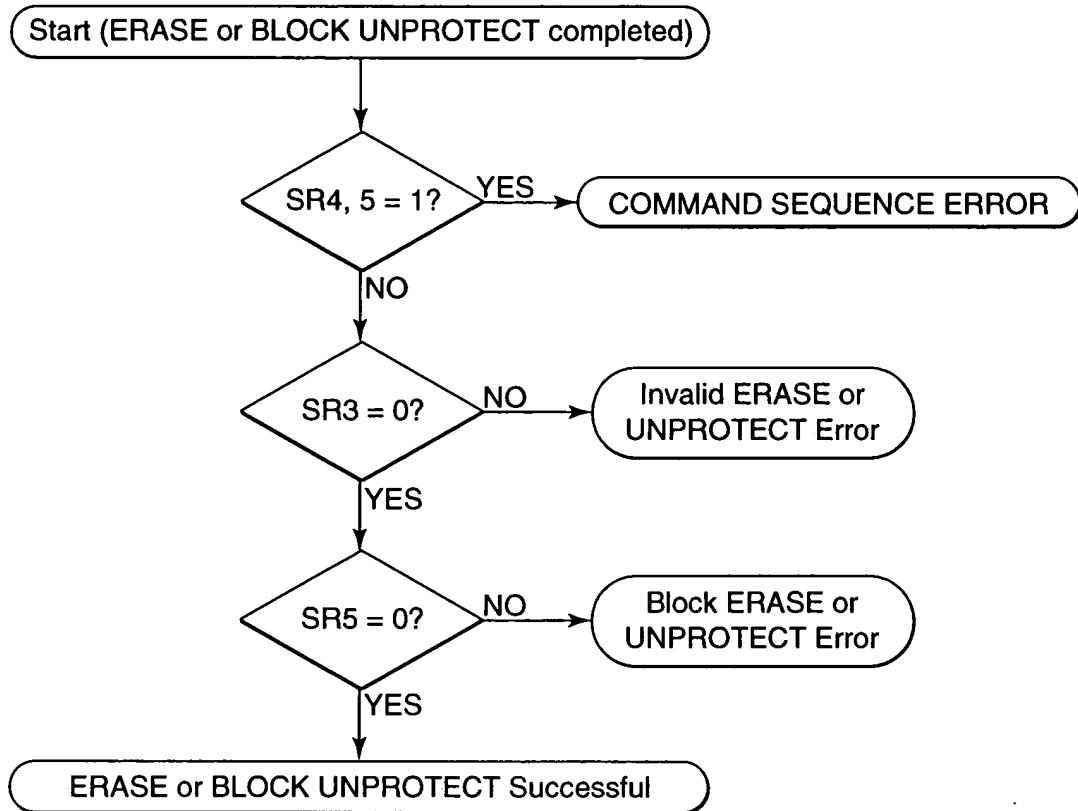 Start (ERASE or BLOCK UNPROTECT completed)
SR4, 5 = 1?
YES
COMMAND SEQUENCE ERROR
NO
SR3 = 0?
NO
Invalid ERASE or
UNPROTECT Error
YES
SR5 = 0?
NO
Block ERASE or
UNPROTECT Error
YES
ERASE or BLOCK UNPROTECT Successful